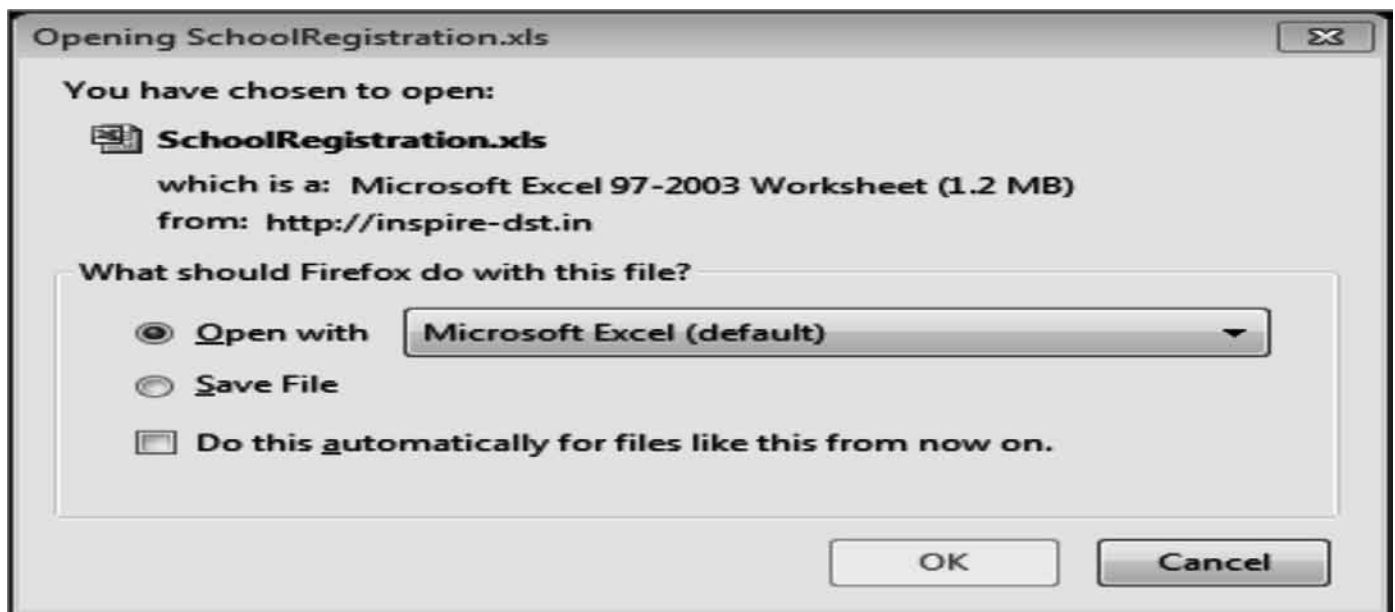 Opening SchoolRegistration.xls
You have chosen to open:
SchoolRegistration.xls
which is a: Microsoft Excel 97-2003 Worksheet (1.2 MB)
from: http://inspire-dst.in
What should Firefox do with this file?
Open with Microsoft Excel (default)
Save File
Do this automatically for files like this from now on.
OK Cancel